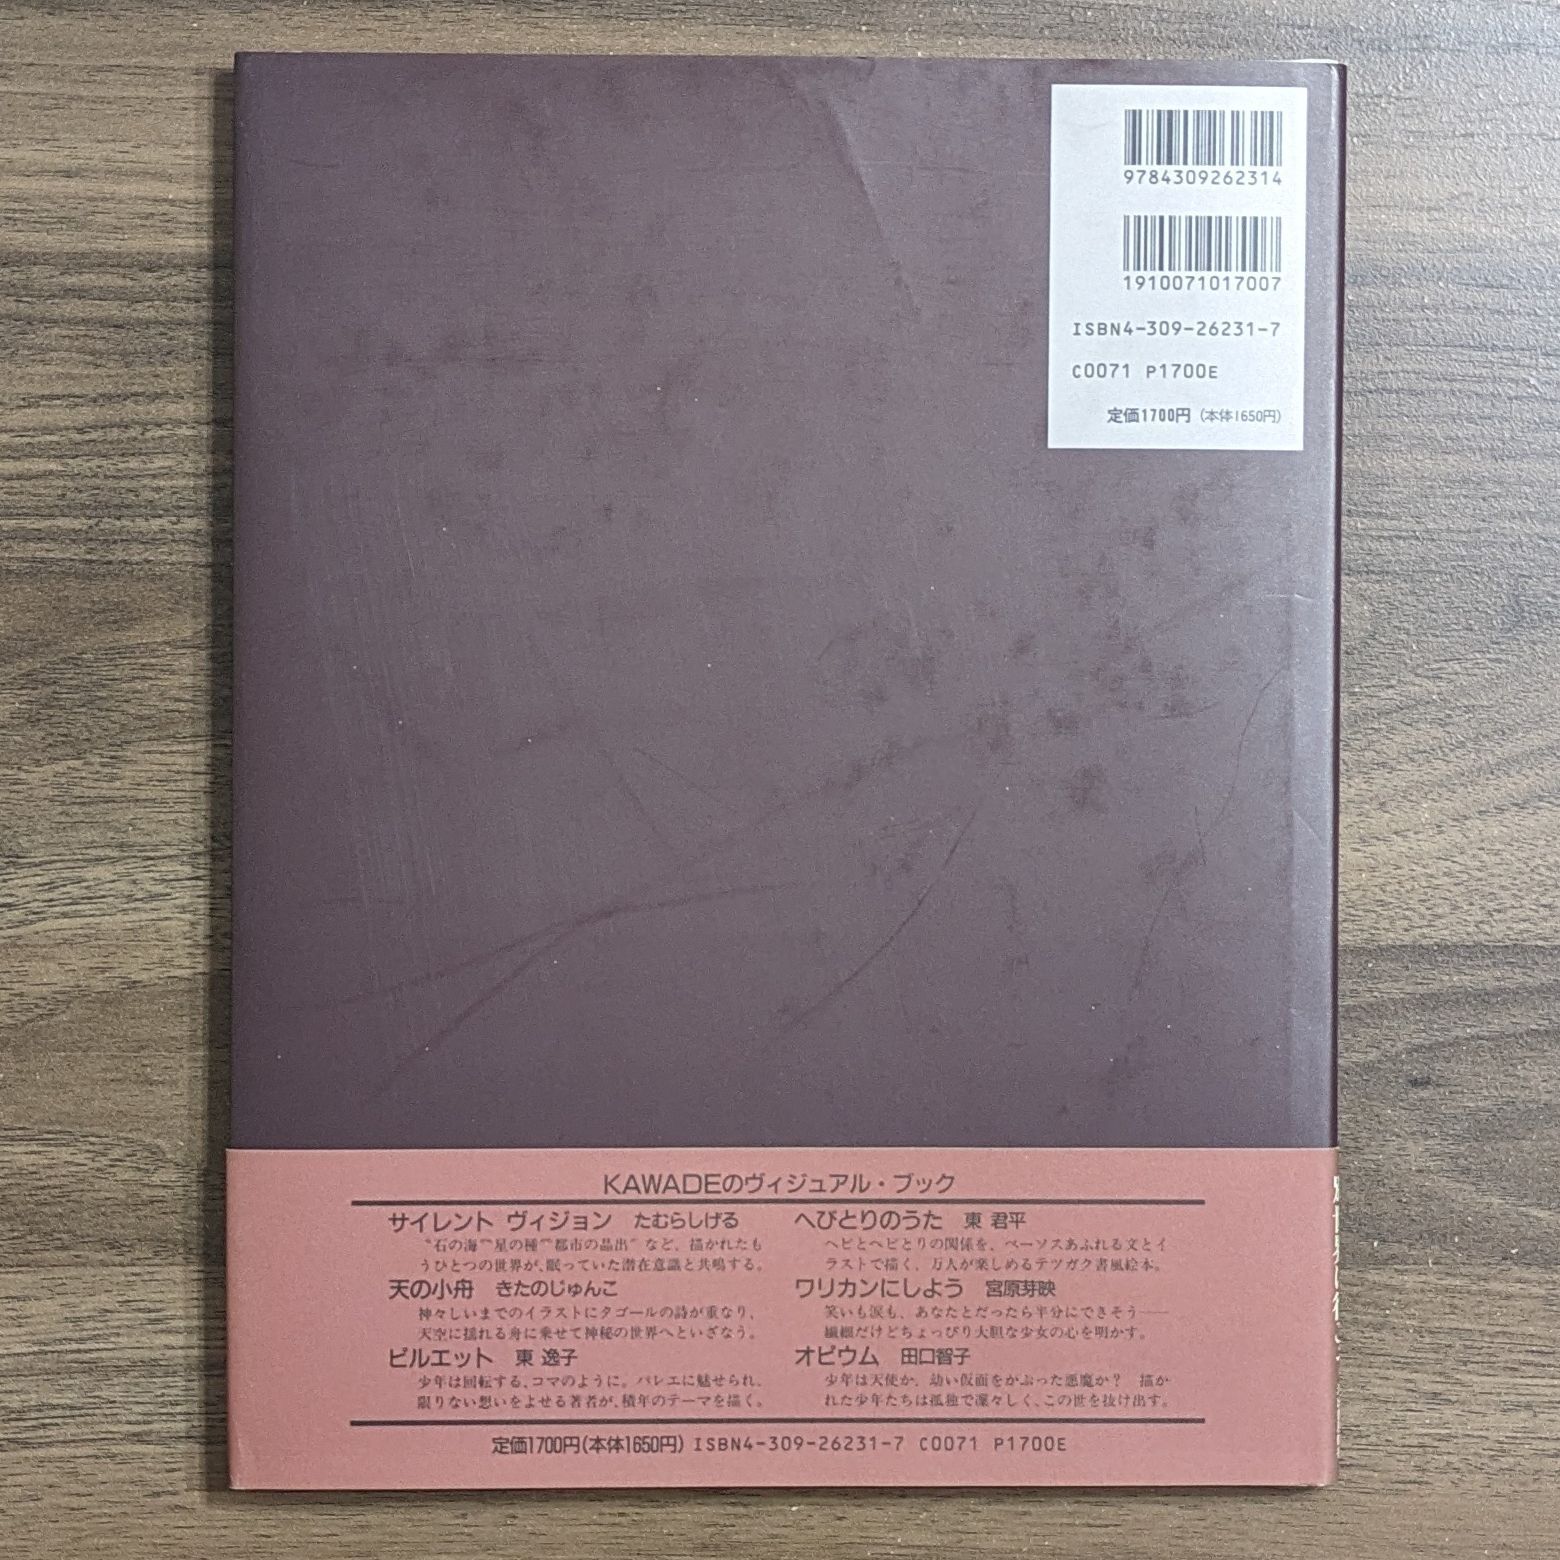 9784309262314
1910071017007
ISBN4-309-26231-7
C0071 P1700E
定価1700円（本体1650円）
KAWADEのヴィジュアル・ブック
サイレント ヴィジョン たむらしげる
〝石の海〞〝星の種〞〝都市の晶出〞など、描かれたも
うひとつの世界が、眠っていた潜在意識と共鳴する。
天の小舟 きたのじゅんこ
神々しいまでのイラストにタゴールの詩が重なり、
天空に揺れる舟に乗せて神秘の世界へといざなう。
ピルエット 東 逸子
少年は回転する、コマのように。バレエに魅せられ、
限りない想いをよせる著者が、積年のテーマを描く。
へびとりのうた 東 君平
ヘビとヘビとりの関係を、ペーソスあふれる文とイ
ラストで描く、万人が楽しめるテツガク書風絵本。
ワリカンにしよう 宮原芽映
笑いも涙も、あなたとだったら半分にできそう——
繊細だけどちょっぴり大胆な少女の心を明かす。
オピウム 田口智子
少年は天使か、幼い仮面をかぶった悪魔か？ 描か
れた少年たちは孤独で凜々しく、この世を抜け出す。
定価1700円（本体1650円）ISBN4-309-26231-7 C0071 P1700E